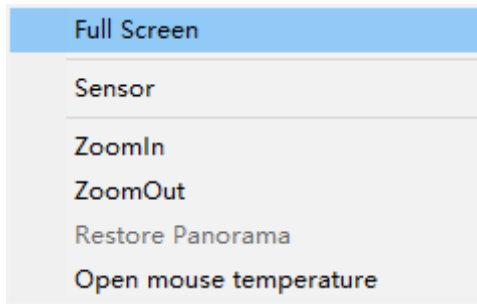 Full Screen
Sensor
ZoomIn
ZoomOut
Restore Panorama
Open mouse temperature